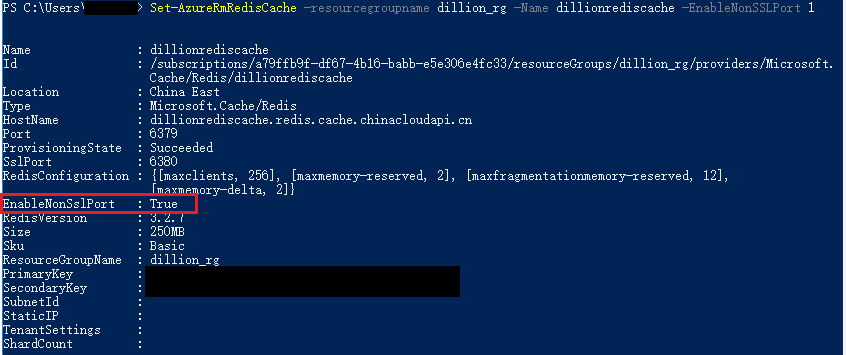 PS C:\Users\ > Set-AzureRmRedisCache -resourcegroupname dillion_rg -Name dillionrediscache -EnableNonSSLPort 1
Name : dillionrediscache
Id : /subscriptions/a79ffb9f-df67-4b16-babb-e5e306e4fc33/resourceGroups/dillion_rg/providers/Microsoft.
Cache/Redis/dillionrediscache
Location : China East
Type : Microsoft.Cache/Redis
HostName : dillionrediscache.redis.cache.chinacloudapi.cn
Port : 6379
ProvisioningState : Succeeded
SslPort : 6380
RedisConfiguration : {[maxclients, 256], [maxmemory-reserved, 2], [maxfragmentationmemory-reserved, 12],
[maxmemory-delta, 2]}
EnableNonSslPort : True
RedisVersion : 3.2.7
Size : 250MB
Sku : Basic
ResourceGroupName : dillion_rg
PrimaryKey :
SecondaryKey :
SubnetId :
StaticIP :
TenantSettings :
ShardCount :